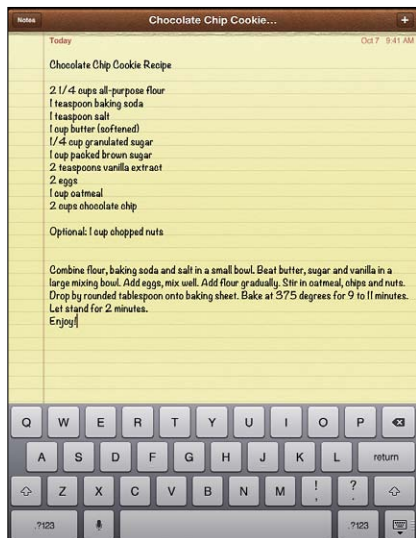 Notes
Chocolate Chip Cookie...
+
Today
Oct 7 9:41 AM
Chocolate Chip Cookie Recipe
2 1/4 cups all-purpose flour
1 teaspoon baking soda
1 teaspoon salt
1 cup butter (softened)
1/4 cup granulated sugar
1 cup packed brown sugar
2 teaspoons vanilla extract
2 eggs
1 cup oatmeal
2 cups chocolate chip
Optional: 1 cup chopped nuts
Combine flour, baking soda and salt in a small bowl. Beat butter, sugar and vanilla in a
large mixing bowl. Add eggs, mix well. Add flour gradually. Stir in oatmeal, chips and nuts.
Drop by rounded tablespoon onto baking sheet. Bake at 375 degrees for 9 to 11 minutes.
Let stand for 2 minutes.
Enjoy!
Q W E R T Y U I O P
A S D F G H J K L return
Z X C V B N M ! , ? .
.?123 .?123